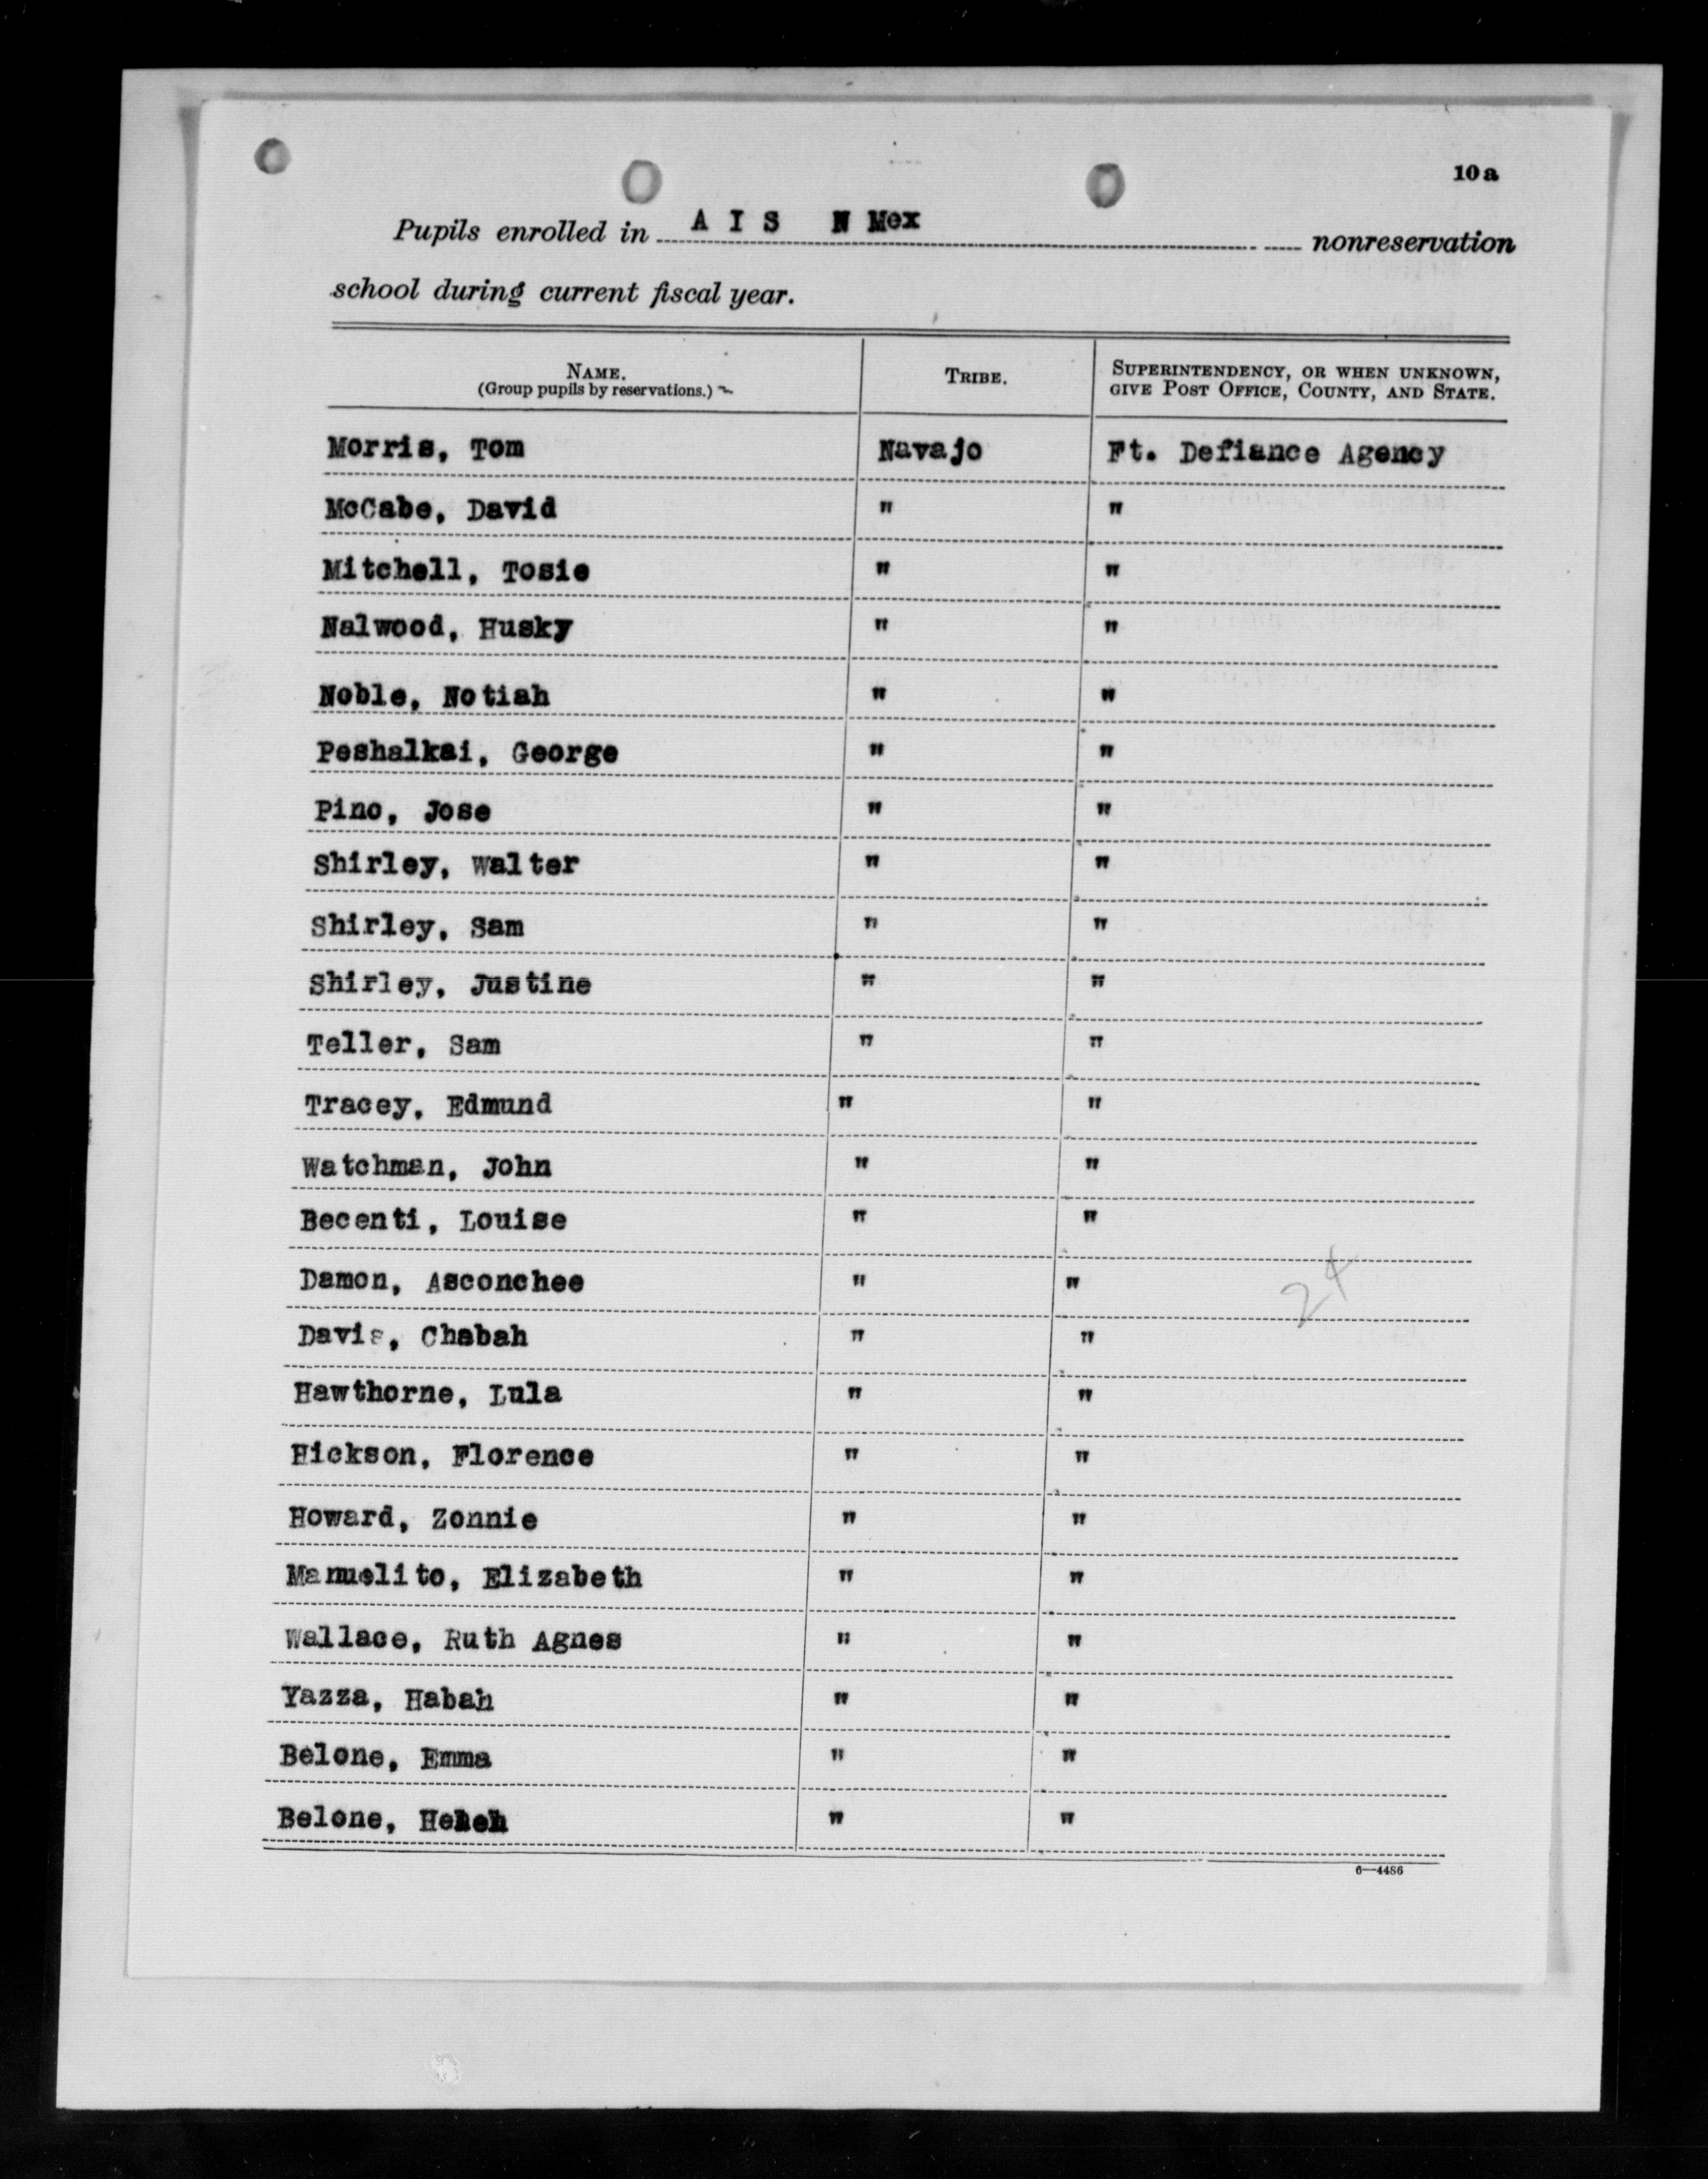 10a
Pupils enrolled in A I S N Mex nonreservation
school during current fiscal year.
NAME. TRIBE. SUPERINTENDENCY, OR WHEN UNKNOWN,
(Group pupils by reservations.) GIVE POST OFFICE, COUNTY, AND STATE.
Morris, Tom Navajo Ft. Defiance Agency
McCabe, David " "
Mitchell, Tosie " "
Nalwood, Husky " "
Noble, Notiah " "
Peshalkai, George " "
Pino, Jose " "
Shirley, Walter " "
Shirley, Sam " "
Shirley, Justine " "
Teller, Sam " "
Tracey, Edmund " "
Watchman, John " "
Becenti, Louise " "
Damon, Asconchee " "
24
Davis, Chabah " "
Hawthorne, Lula " "
Hickson, Florence " "
Howard, Zonnie " "
Manuelito, Elizabeth " "
Wallace, Ruth Agnes " "
Yazza, Habah " "
Belone, Emma " "
Belone, " "
6—4486